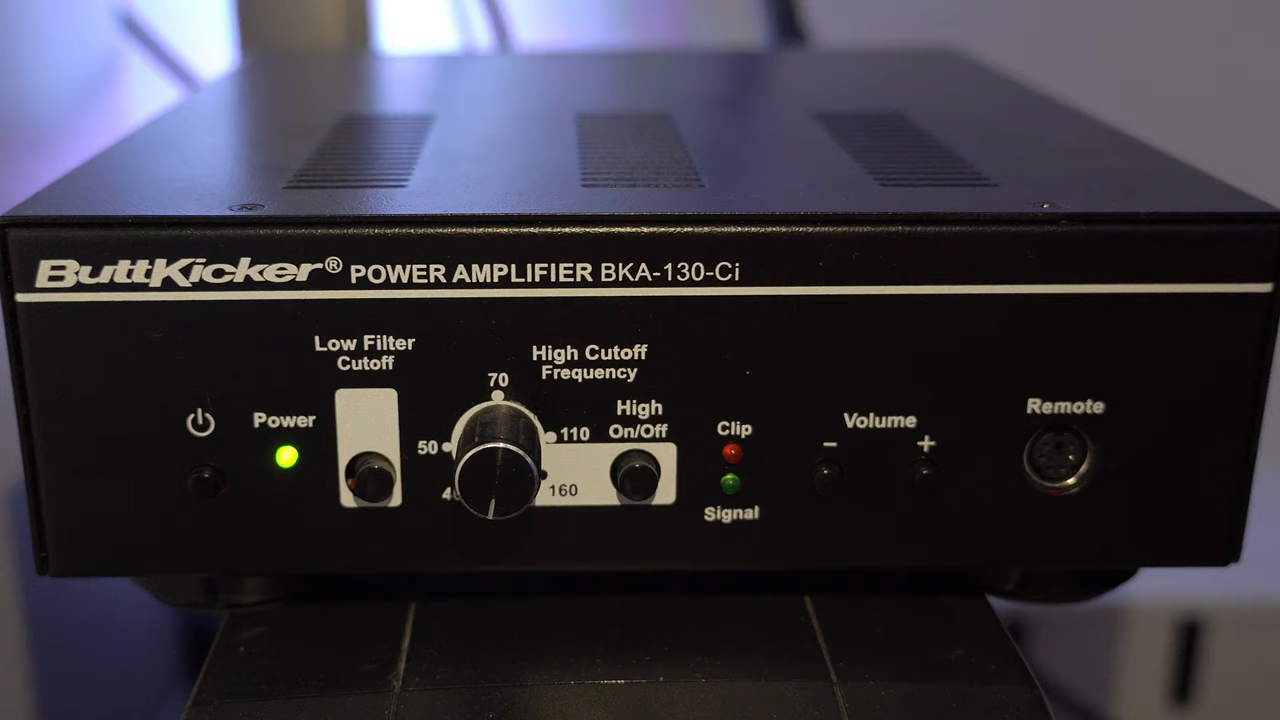 ButtKicker® POWER AMPLIFIER BKA-130-Ci
Low Filter
Cutoff
High Cutoff
Frequency
70
High
On/Off
Power
50
110
160
Clip
Signal
Volume
- +
Remote